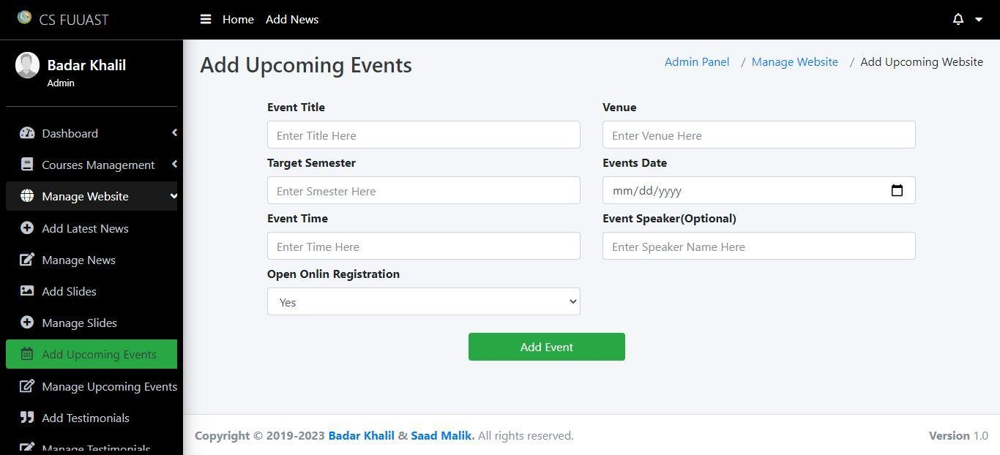 CS FUUAST
Home Add News
Badar Khalil
Admin
Dashboard
Courses Management
Manage Website
Add Latest News
Manage News
Add Slides
Manage Slides
Add Upcoming Events
Manage Upcoming Events
Add Testimonials
Manage Testimonials
Add Upcoming Events
Admin Panel / Manage Website / Add Upcoming Website
Event Title
Enter Title Here
Venue
Enter Venue Here
Target Semester
Enter Smester Here
Events Date
mm/dd/yyyy
Event Time
Enter Time Here
Event Speaker(Optional)
Enter Speaker Name Here
Open Onlin Registration
Yes
Add Event
Copyright © 2019-2023 Badar Khalil & Saad Malik. All rights reserved.
Version 1.0